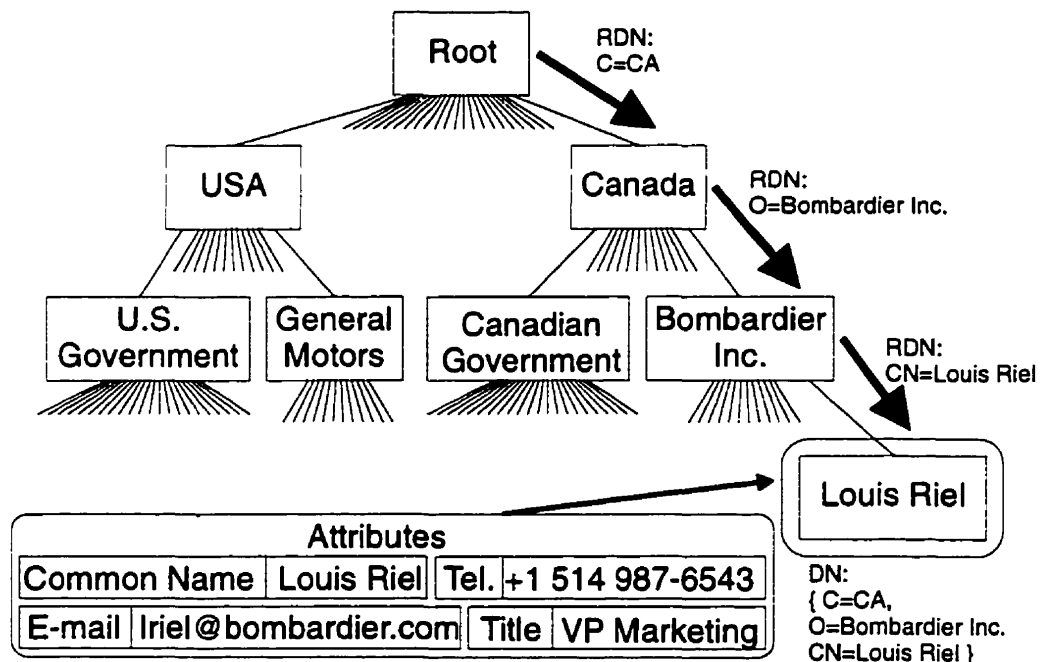 Root
RDN:
C=CA
USA
Canada
RDN:
O=Bombardier Inc.
U.S.
Government
General
Motors
Canadian
Government
Bombardier
Inc.
RDN:
CN=Louis Riel
Louis Riel
Attributes
Common Name Louis Riel Tel. +1 514 987-6543
E-mail lriel@bombardier.com Title VP Marketing
DN:
{ C=CA,
O=Bombardier Inc.
CN=Louis Riel }